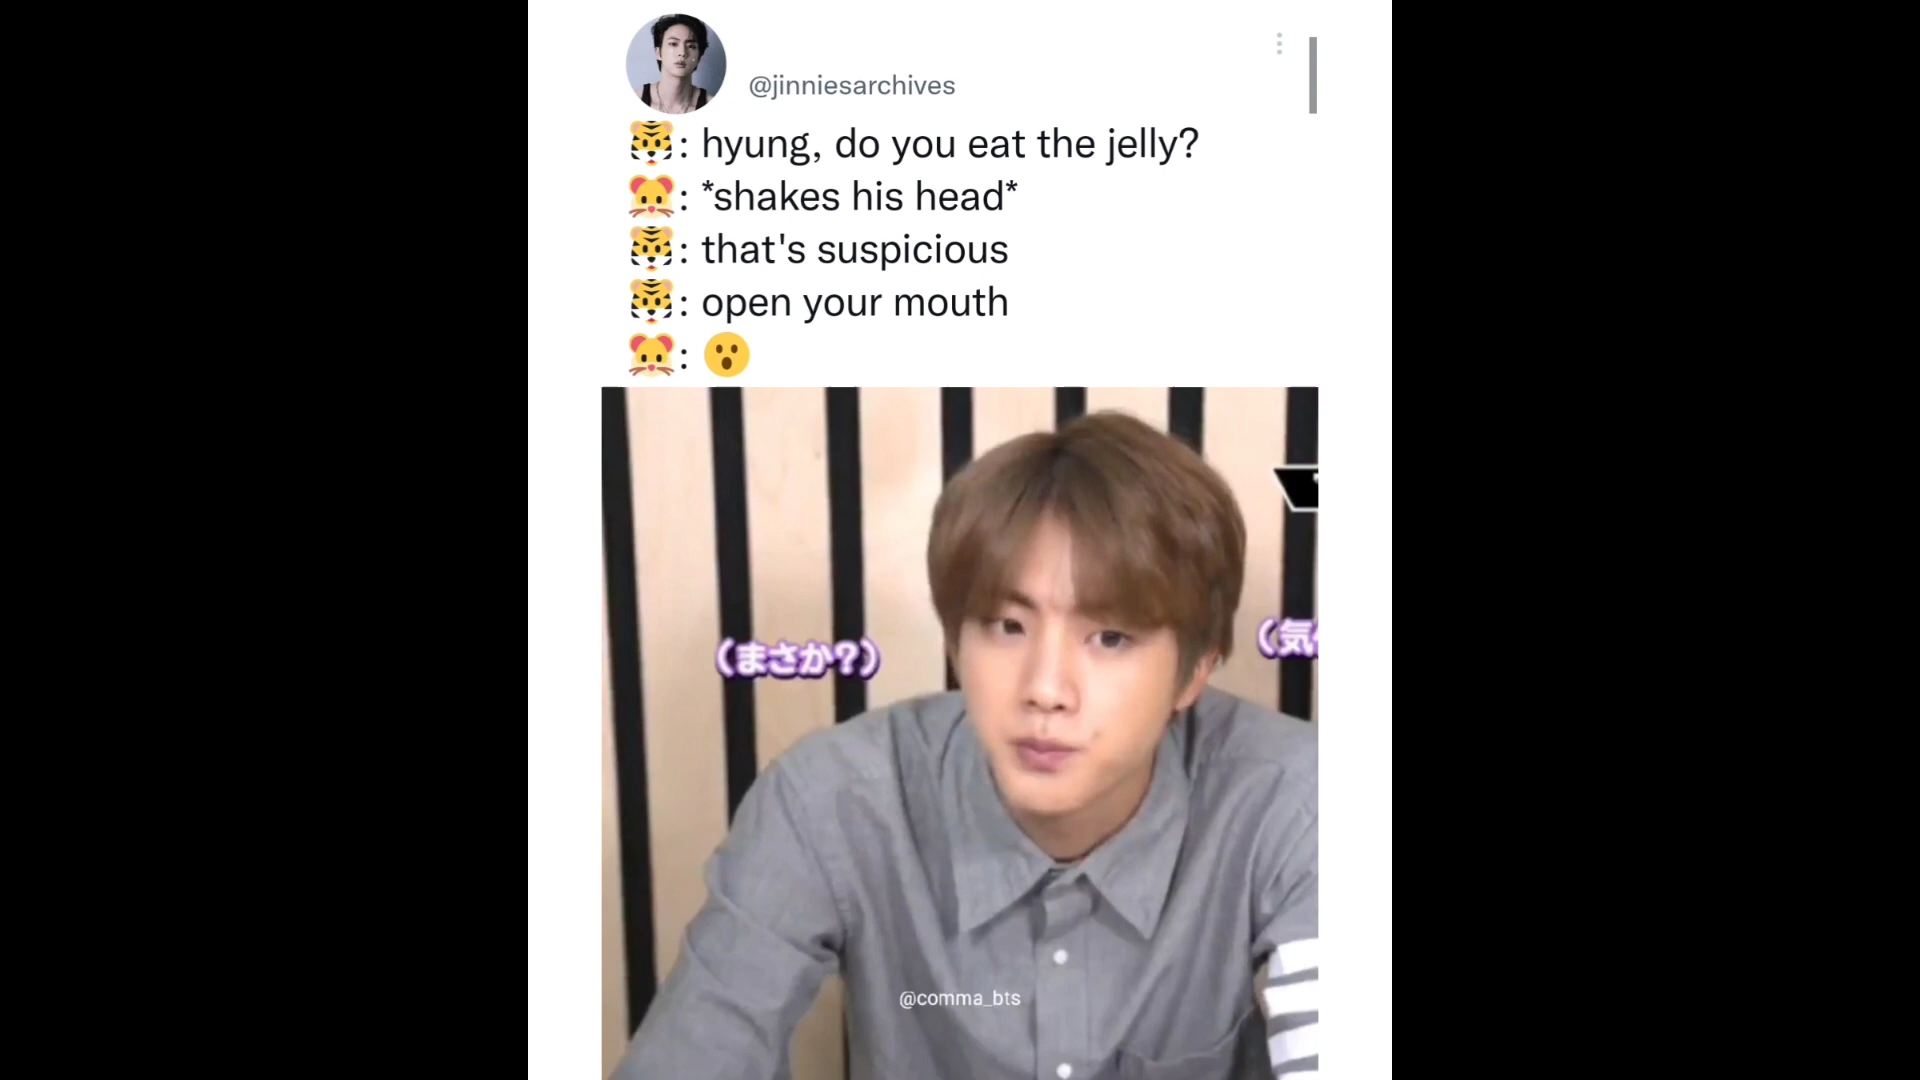 @jinniesarchives
🐯: hyung, do you eat the jelly?
🐹: *shakes his head*
🐯: that's suspicious
🐯: open your mouth
🐹: 😮
(まさか?)
(気
@comma_bts